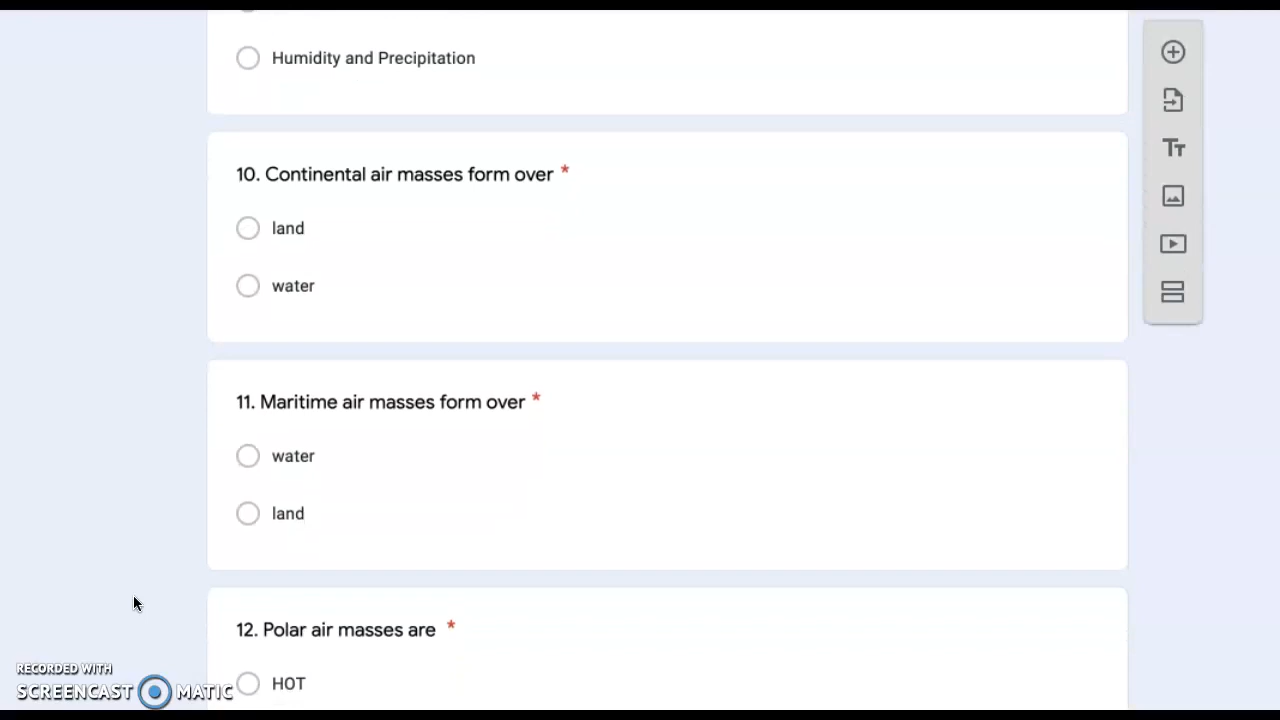 Humidity and Precipitation
10. Continental air masses form over *
land
water
11. Maritime air masses form over *
water
land
12. Polar air masses are *
HOT
RECORDED WITH
SCREENCAST MATIC
Tт